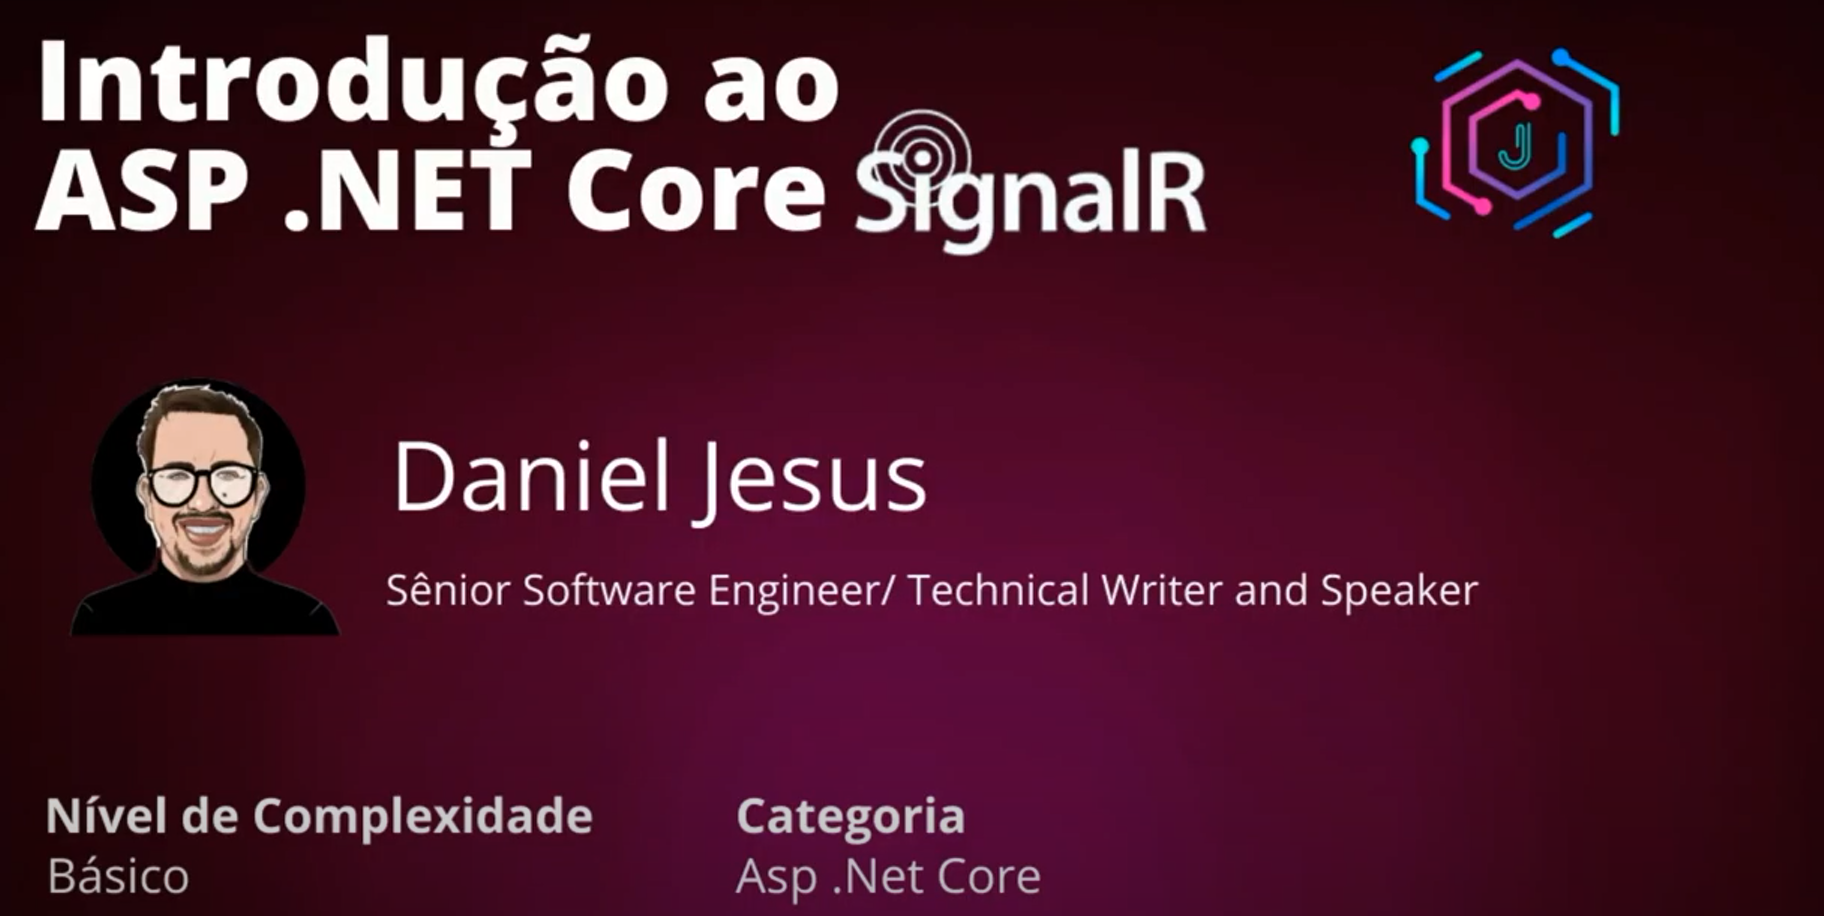 Introdução ao
ASP .NET Core SignalR
J
Daniel Jesus
Sênior Software Engineer/ Technical Writer and Speaker
Nível de Complexidade
Básico
Categoria
Asp .Net Core